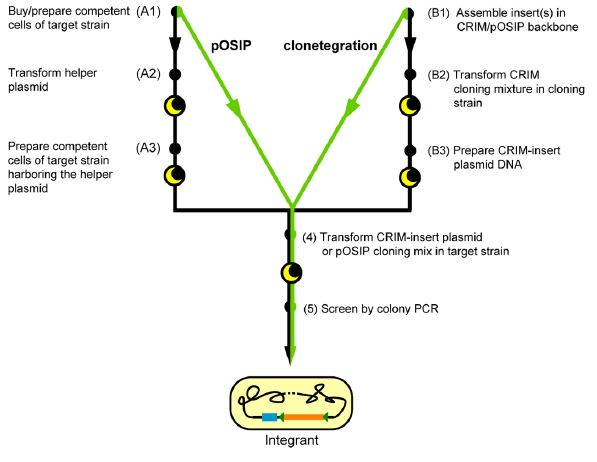 Buy/prepare competent (A1)
cells of target strain
(B1) Assemble insert(s) in
CRIM/pOSIP backbone
pOSIP
clonetegration
Transform helper (A2)
plasmid
(B2) Transform CRIM
cloning mixture in cloning
strain
Prepare competent (A3)
cells of target strain
harboring the helper
plasmid
(B3) Prepare CRIM-insert
plasmid DNA
(4) Transform CRIM-insert plasmid
or pOSIP cloning mix in target strain
(5) Screen by colony PCR
Integrant